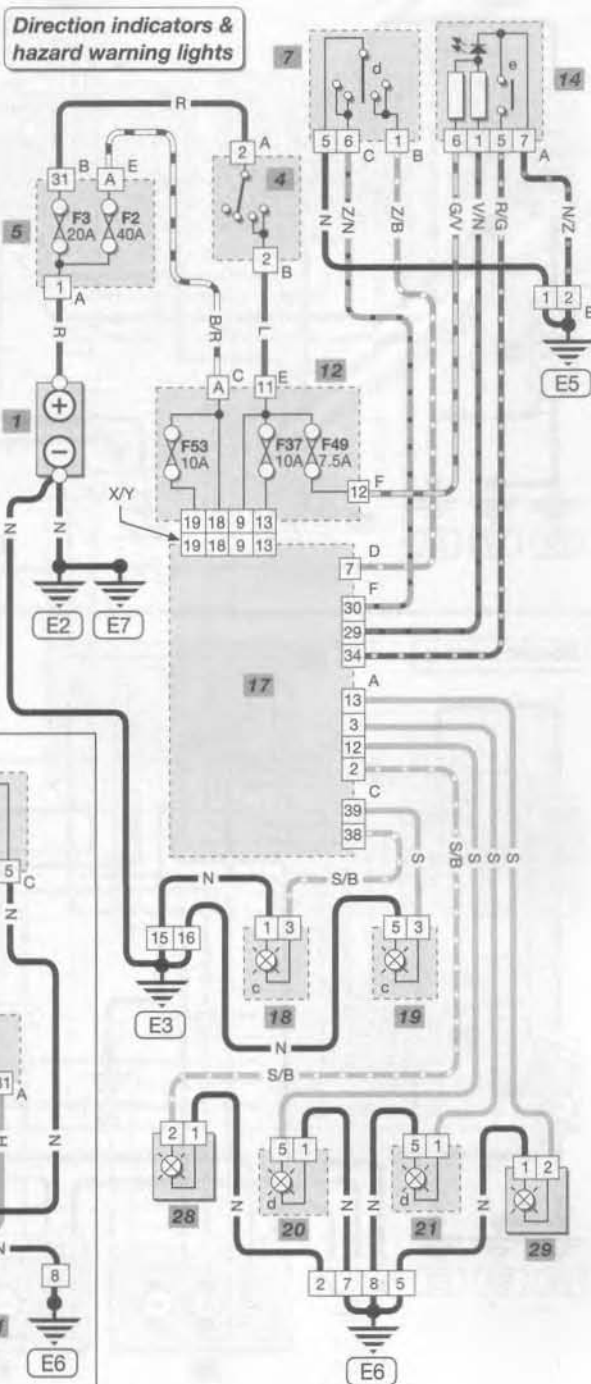 Direction indicators &
hazard warning lights
7
14
R
d
e
2 A
4
31 B
A E
5 6 C
1 B
6 1 5 7 A
5
F3
20A
F2
40A
1 A
2 B
R
B/R
L
N
Z/N
Z/B
G/V
V/N
R/G
N/Z
1 2
E5
1
+
−
A C
11 E
12
F53
10A
F37
10A
F49
7.5A
12 F
X/Y
19 18 9 13
19 18 9 13
N
N
E2
E7
17
7 D
30 F
29
34
13 A
3
12
2
39 C
38
S/B
S
S
S
N
S/B
S
15 16
1 3
c
5 3
c
E3
18
19
N
S/B
2 1
28
5 1
d
20
5 1
d
21
1 2
29
N
N
N
N
2 7 8 5
E6
5 C
N
A
N
8
E6